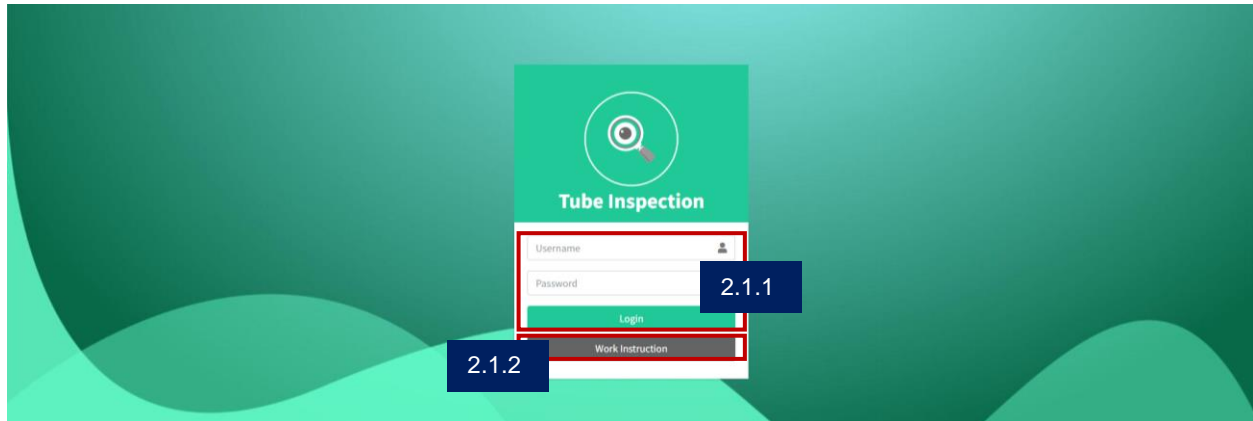 Tube Inspection
Username
Password
2.1.1
Login
Work Instruction
2.1.2